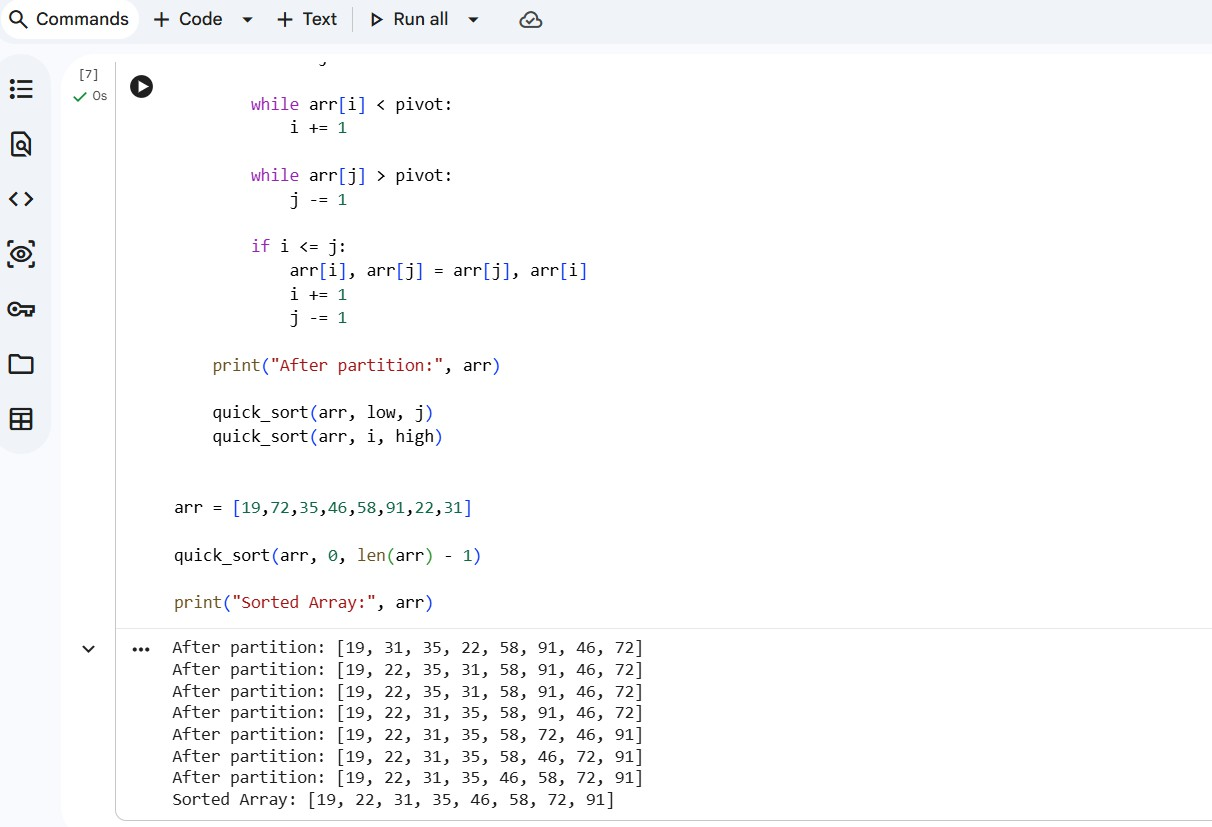 Commands + Code + Text Run all
[7]
0s
while arr[i] < pivot:
i += 1
while arr[j] > pivot:
j -= 1
if i <= j:
arr[i], arr[j] = arr[j], arr[i]
i += 1
j -= 1
print("After partition:", arr)
quick_sort(arr, low, j)
quick_sort(arr, i, high)
arr = [19,72,35,46,58,91,22,31]
quick_sort(arr, 0, len(arr) - 1)
print("Sorted Array:", arr)
After partition: [19, 31, 35, 22, 58, 91, 46, 72]
After partition: [19, 22, 35, 31, 58, 91, 46, 72]
After partition: [19, 22, 35, 31, 58, 91, 46, 72]
After partition: [19, 22, 31, 35, 58, 91, 46, 72]
After partition: [19, 22, 31, 35, 58, 72, 46, 91]
After partition: [19, 22, 31, 35, 58, 46, 72, 91]
After partition: [19, 22, 31, 35, 46, 58, 72, 91]
Sorted Array: [19, 22, 31, 35, 46, 58, 72, 91]